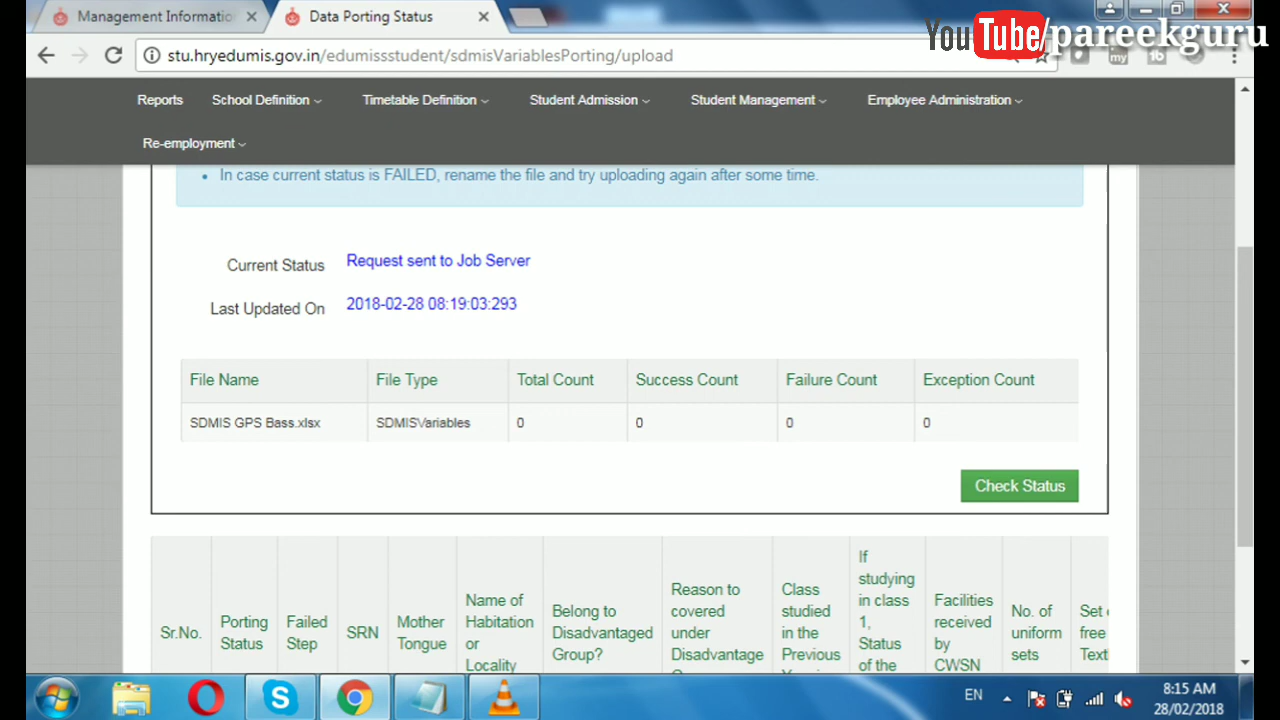 Management Informatio
Data Porting Status
YouTube/pareekguru
stu.hryedumis.gov.in/edumissstudent/sdmisVariablesPorting/upload
my
Reports School Definition Timetable Definition Student Admission Student Management Employee Administration
Re-employment
In case current status is FAILED, rename the file and try uploading again after some time.
Current Status Request sent to Job Server
Last Updated On 2018-02-28 08:19:03:293
File Name File Type Total Count Success Count Failure Count Exception Count
SDMIS GPS Bass.xlsx SDMISVariables 0 0 0 0
Check Status
Sr.No.
Porting
Status
Failed
Step
SRN
Mother
Tongue
Name of
Habitation
or
Locality
Belong to
Disadvantaged
Group?
Reason to
covered
under
Disadvantage
Class
studied
in the
Previous
If
studying
in class
1,
Status
of the
Facilities
received
by
CWSN
No. of
uniform
sets
Set
free
Text
EN
8:15 AM
28/02/2018